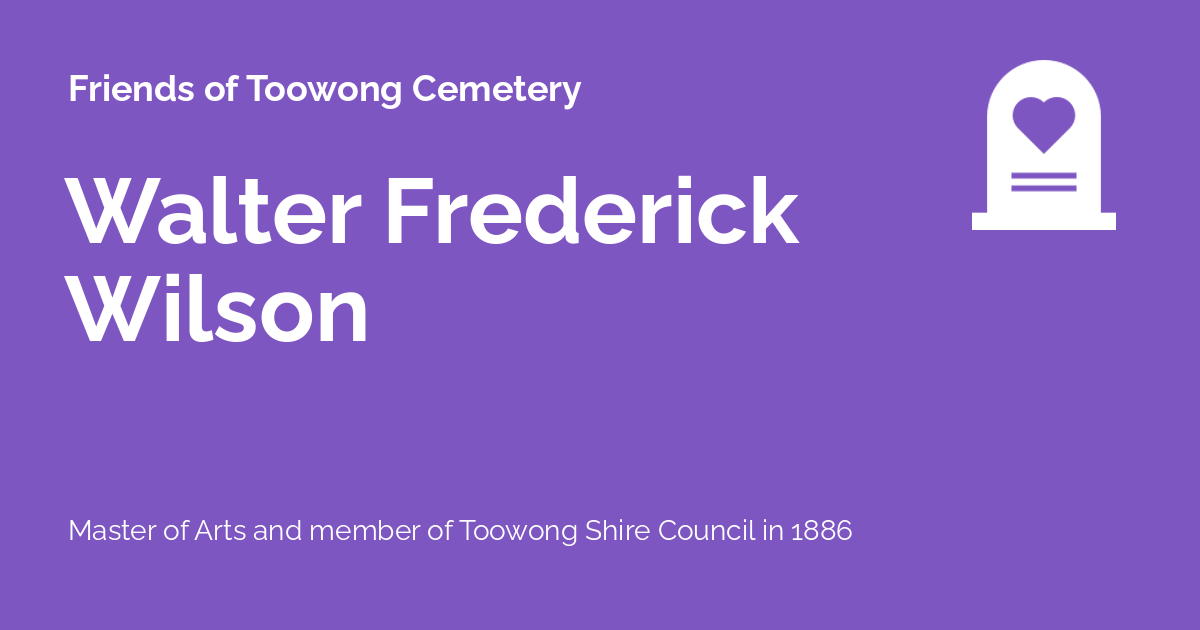 Friends of Toowong Cemetery
Walter Frederick
Wilson
Master of Arts and member of Toowong Shire Council in 1886